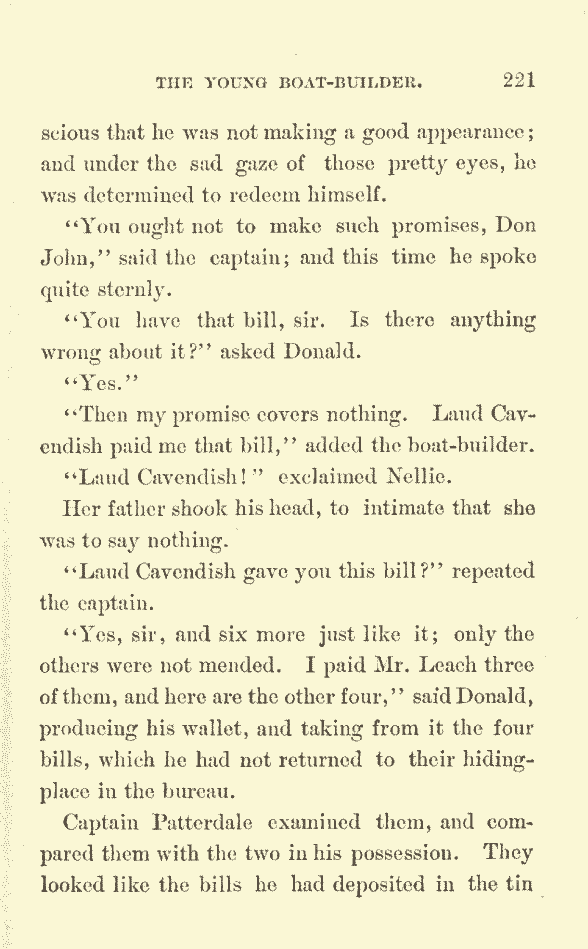 THE YOUNG BOAT-BUILDER. 221
scious that he was not making a good appearance;
and under the sad gaze of those pretty eyes, he
was determined to redeem himself.
"You ought not to make such promises, Don
John," said the captain; and this time he spoke
quite sternly.
"You have that bill, sir. Is there anything
wrong about it?" asked Donald.
"Yes."
"Then my promise covers nothing. Laud Cav-
endish paid me that bill," added the boat-builder.
"Laud Cavendish!" exclaimed Nellie.
Her father shook his head, to intimate that she
was to say nothing.
"Laud Cavendish gave you this bill?" repeated
the captain.
"Yes, sir, and six more just like it; only the
others were not mended. I paid Mr. Leach three
of them, and here are the other four," said Donald,
producing his wallet, and taking from it the four
bills, which he had not returned to their hiding-
place in the bureau.
Captain Patterdale examined them, and com-
pared them with the two in his possession. They
looked like the bills he had deposited in the tin